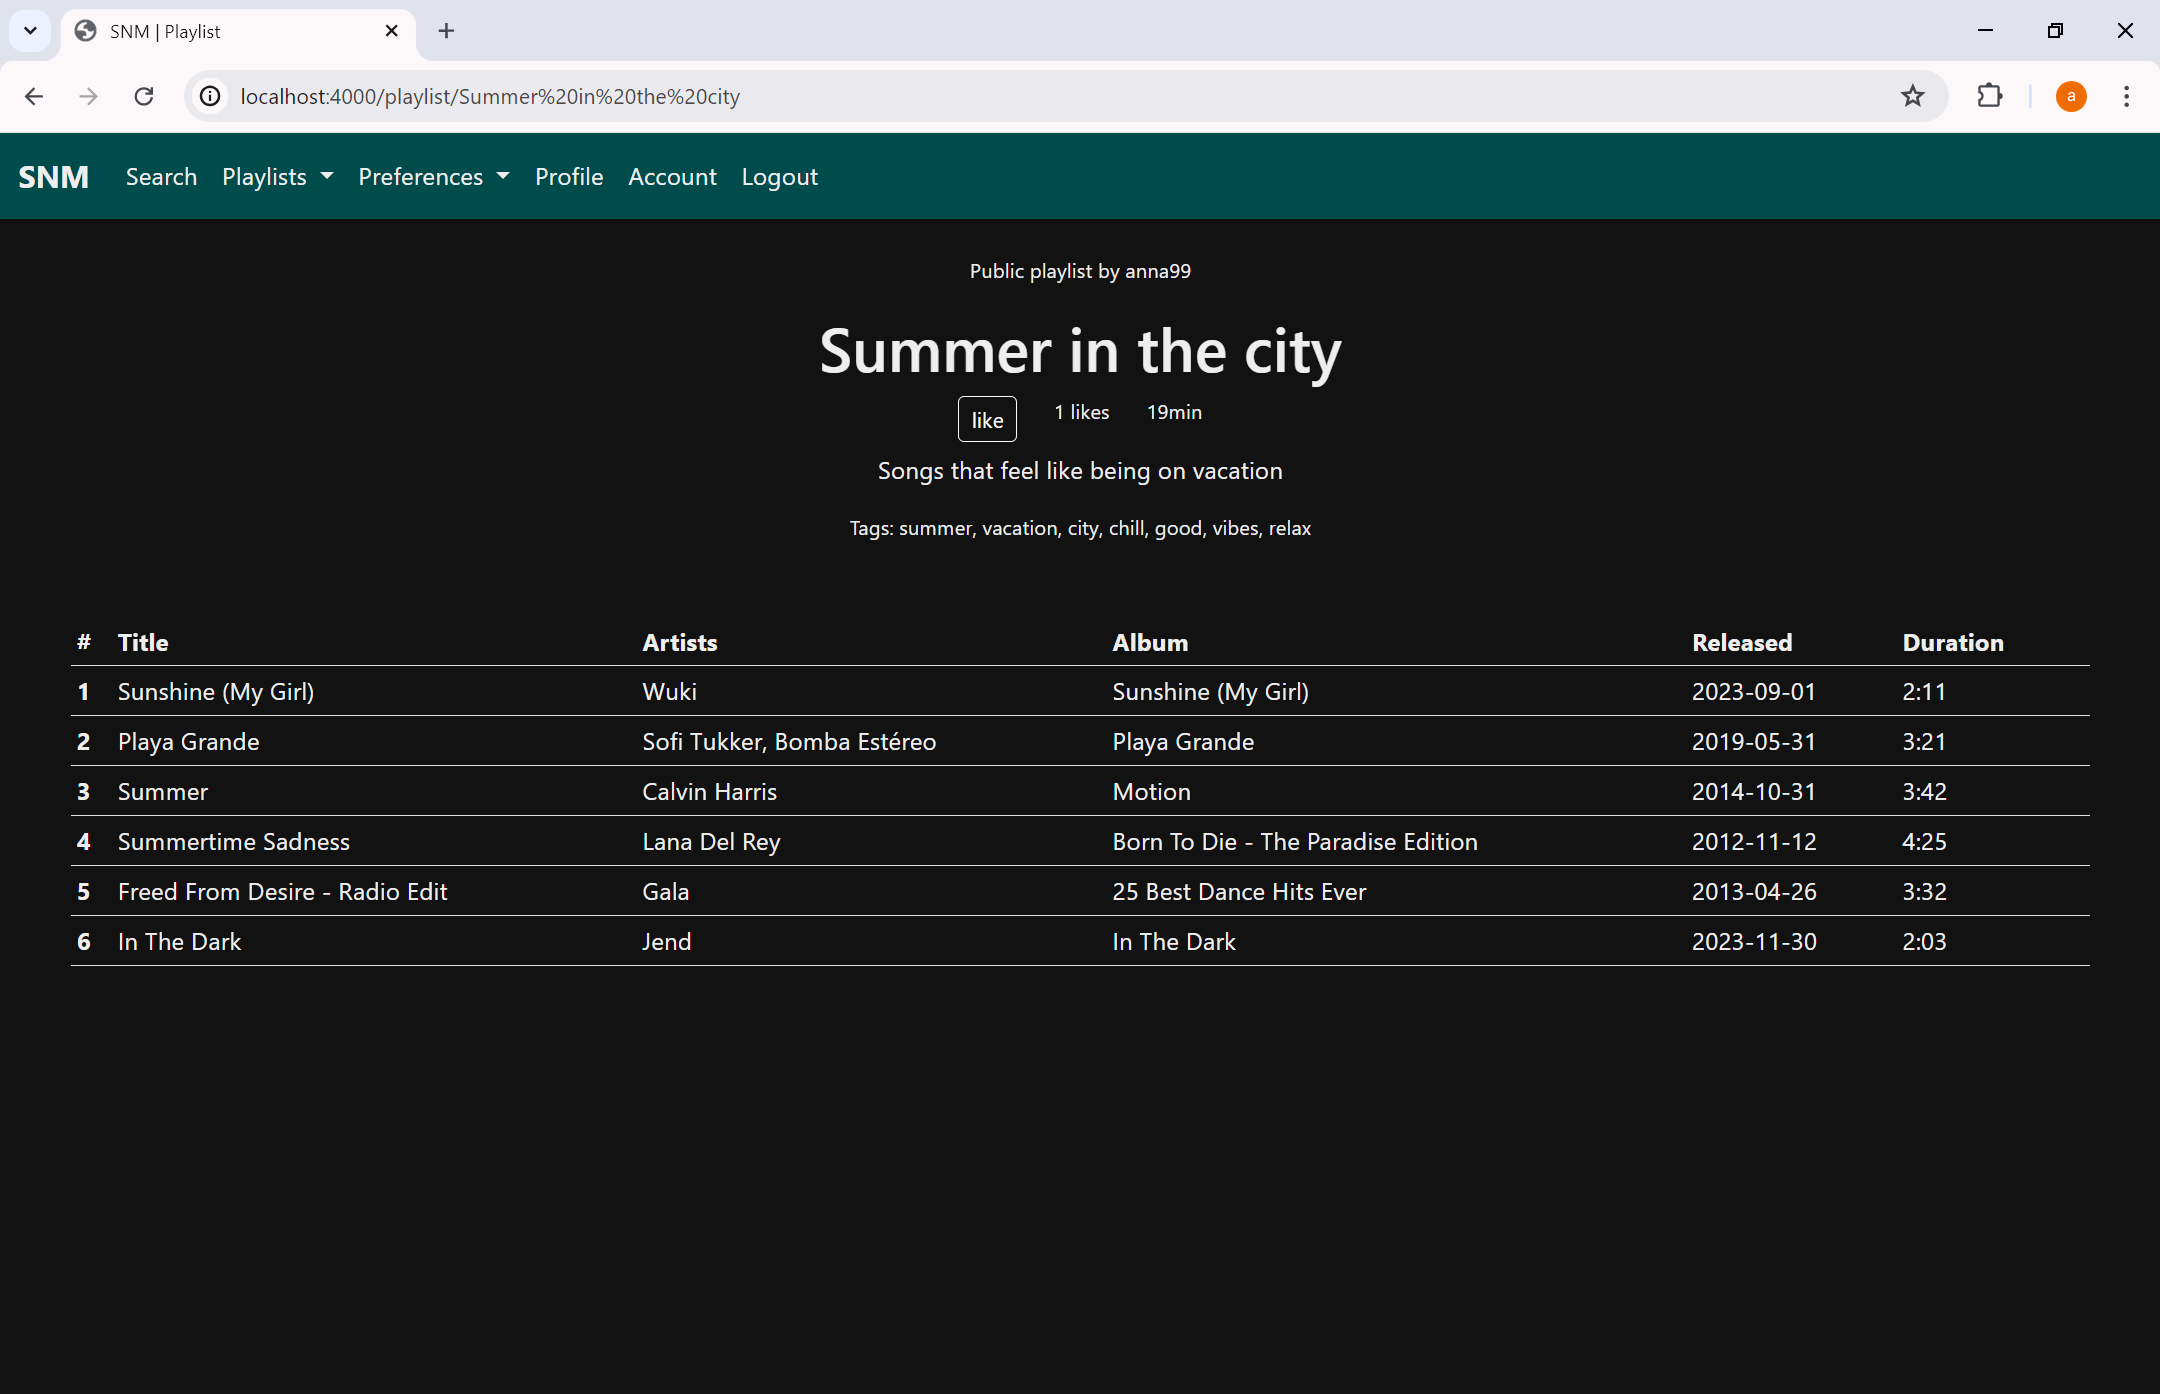 SNM | Playlist
localhost:4000/playlist/Summer%20in%20the%20city
a
SNM Search Playlists Preferences Profile Account Logout
Public playlist by anna99
Summer in the city
like 1 likes 19min
Songs that feel like being on vacation
Tags: summer, vacation, city, chill, good, vibes, relax
# Title Artists Album Released Duration
1 Sunshine (My Girl) Wuki Sunshine (My Girl) 2023-09-01 2:11
2 Playa Grande Sofi Tukker, Bomba Estéreo Playa Grande 2019-05-31 3:21
3 Summer Calvin Harris Motion 2014-10-31 3:42
4 Summertime Sadness Lana Del Rey Born To Die - The Paradise Edition 2012-11-12 4:25
5 Freed From Desire - Radio Edit Gala 25 Best Dance Hits Ever 2013-04-26 3:32
6 In The Dark Jend In The Dark 2023-11-30 2:03